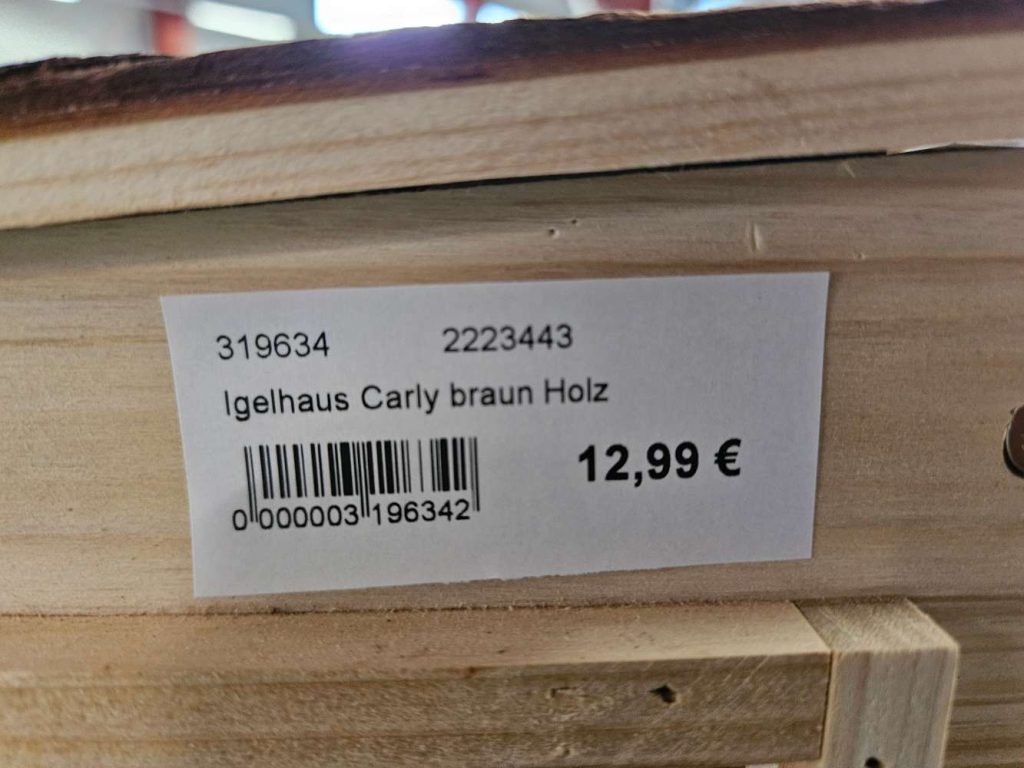 319634 2223443
Igelhaus Carly braun Holz
12,99 €
0 000003 196342